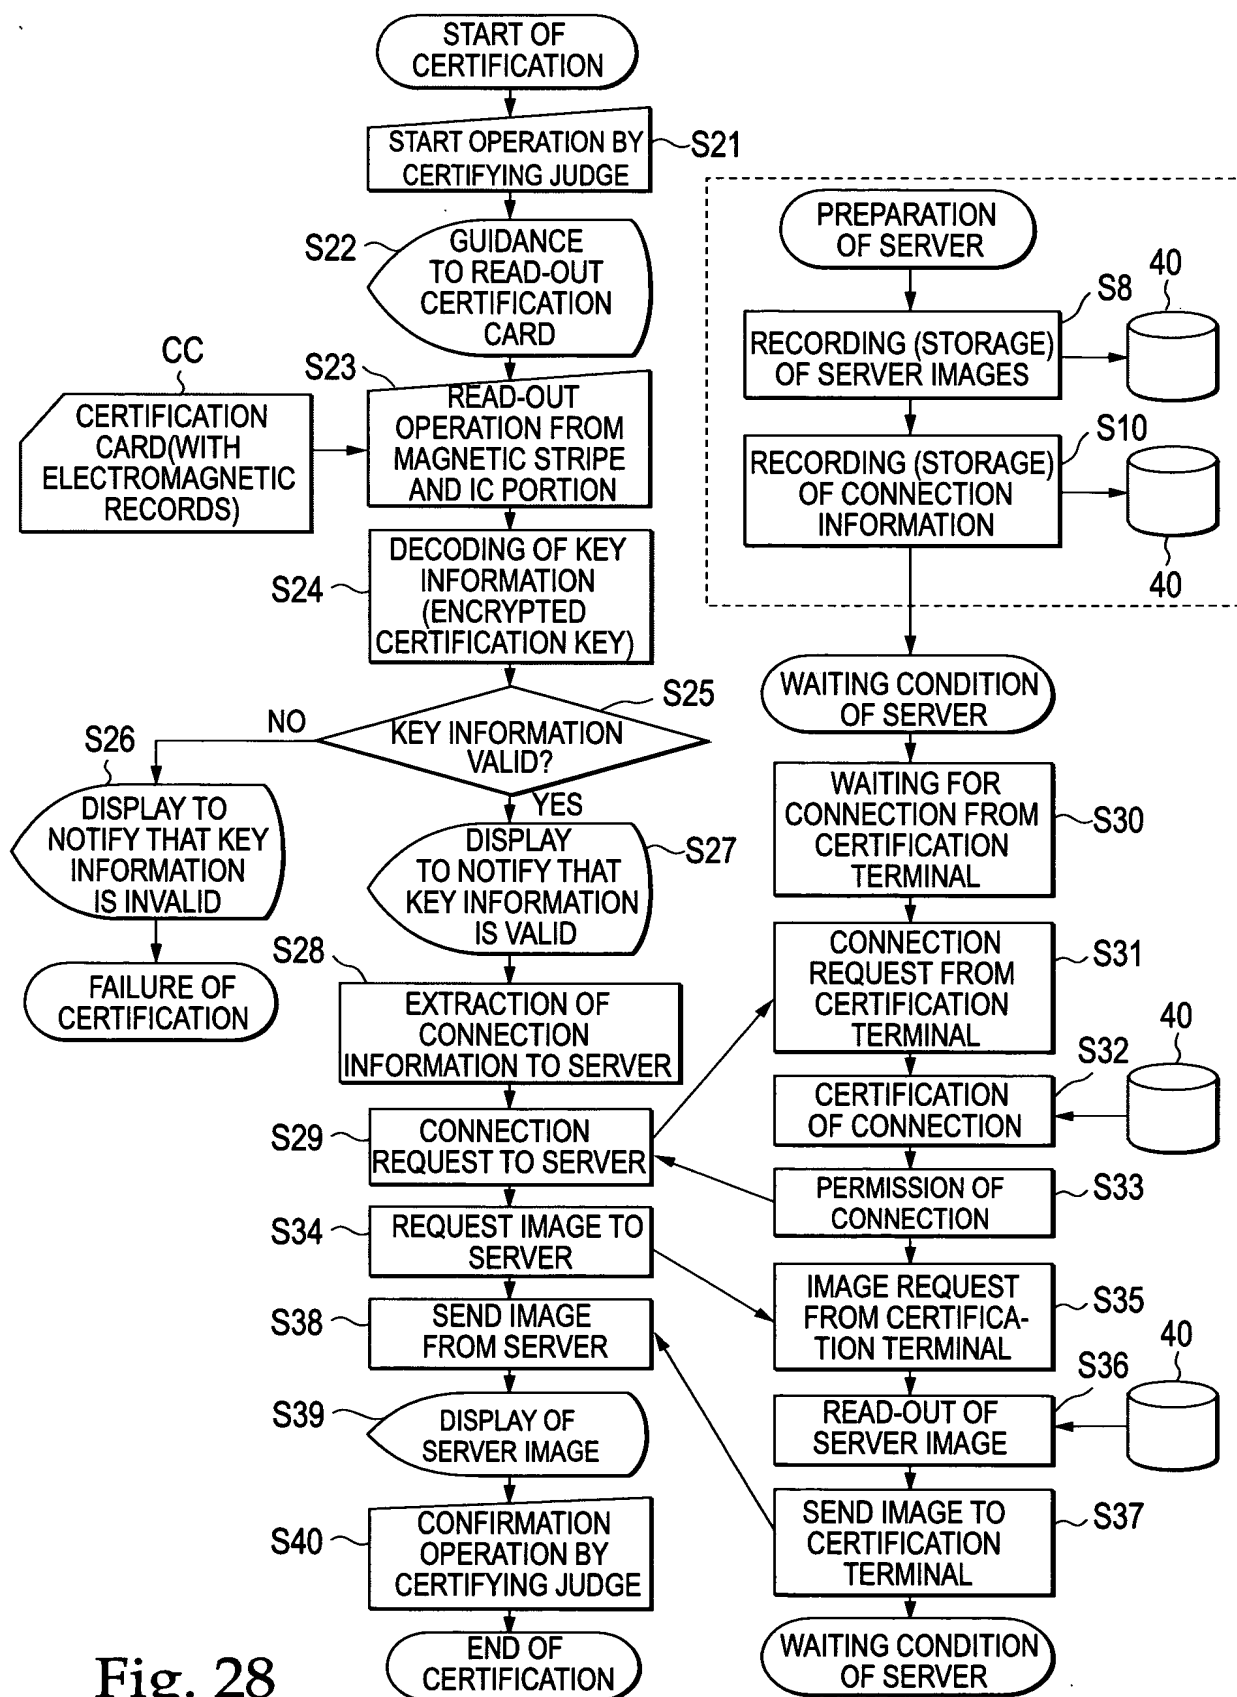 START OF
CERTIFICATION
START OPERATION BY
CERTIFYING JUDGE
S21
S22
GUIDANCE
TO READ-OUT
CERTIFICATION
CARD
CC
CERTIFICATION
CARD(WITH
ELECTROMAGNETIC
RECORDS)
S23
READ-OUT
OPERATION FROM
MAGNETIC STRIPE
AND IC PORTION
S24
DECODING OF KEY
INFORMATION
(ENCRYPTED
CERTIFICATION KEY)
S25
KEY INFORMATION
VALID?
NO
YES
S26
DISPLAY TO
NOTIFY THAT KEY
INFORMATION
IS INVALID
FAILURE OF
CERTIFICATION
S27
DISPLAY
TO NOTIFY THAT
KEY INFORMATION
IS VALID
S28
EXTRACTION OF
CONNECTION
INFORMATION TO SERVER
S29
CONNECTION
REQUEST TO SERVER
S34
REQUEST IMAGE TO
SERVER
S38
SEND IMAGE
FROM SERVER
S39
DISPLAY OF
SERVER IMAGE
S40
CONFIRMATION
OPERATION BY
CERTIFYING JUDGE
END OF
CERTIFICATION
PREPARATION
OF SERVER
S8
40
RECORDING (STORAGE)
OF SERVER IMAGES
S10
RECORDING (STORAGE)
OF CONNECTION
INFORMATION
40
WAITING CONDITION
OF SERVER
WAITING FOR
CONNECTION FROM
CERTIFICATION
TERMINAL
S30
CONNECTION
REQUEST FROM
CERTIFICATION
TERMINAL
S31
S32
40
CERTIFICATION
OF CONNECTION
PERMISSION OF
CONNECTION
S33
IMAGE REQUEST
FROM CERTIFICA-
TION TERMINAL
S35
S36
40
READ-OUT OF
SERVER IMAGE
SEND IMAGE TO
CERTIFICATION
TERMINAL
S37
WAITING CONDITION
OF SERVER
Fig. 28